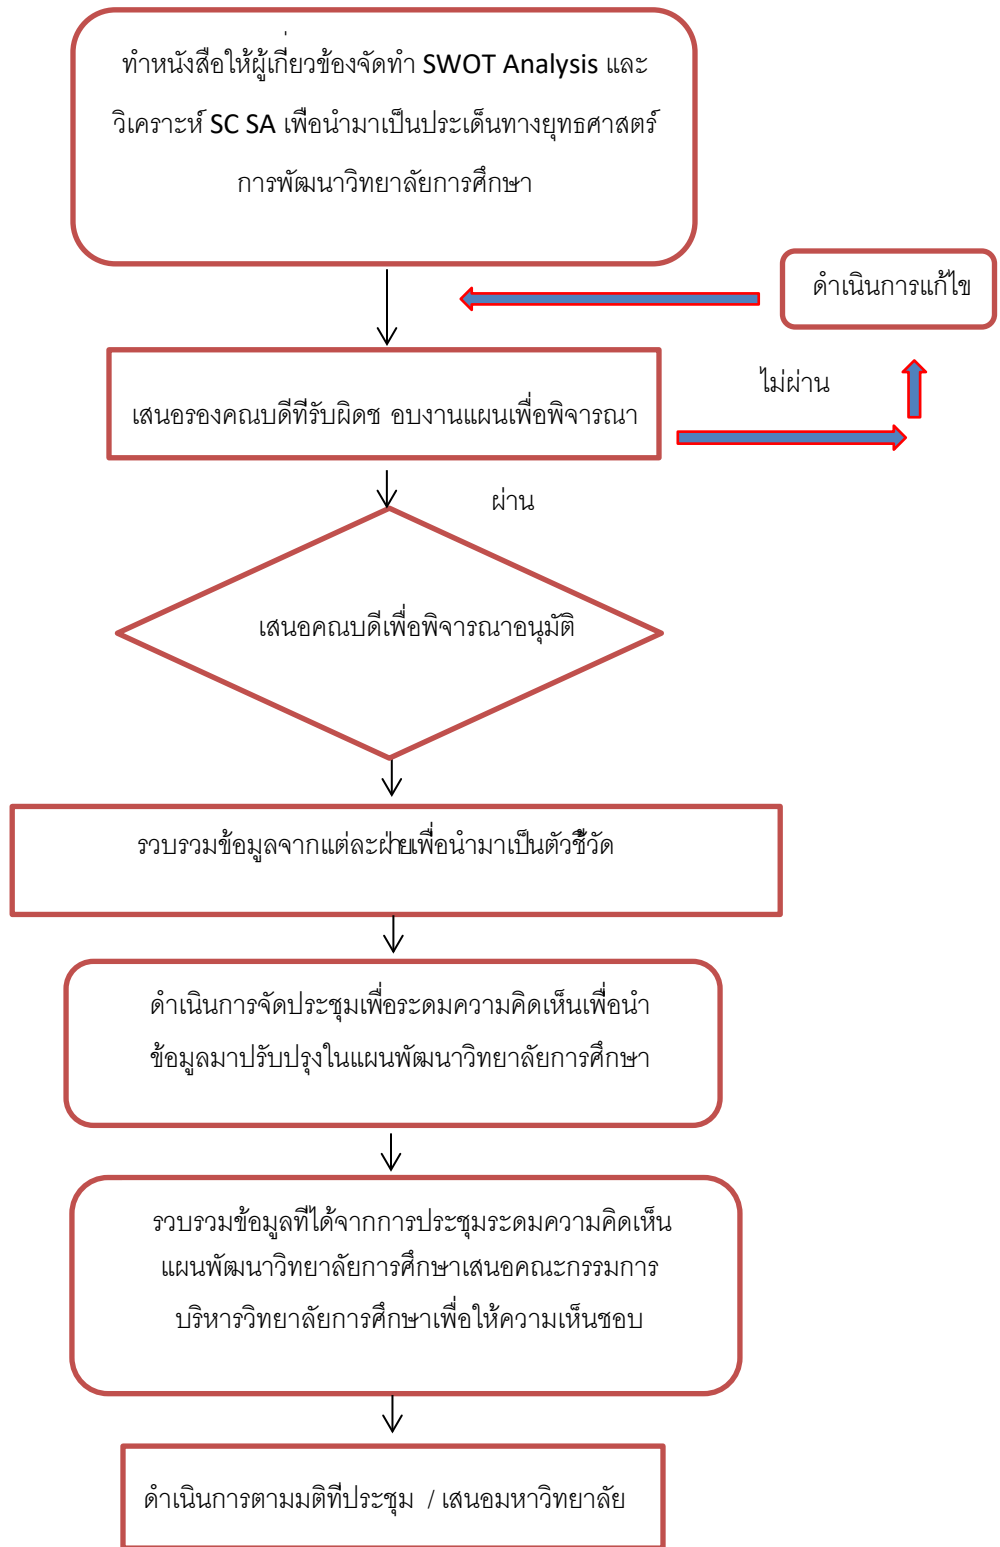 ทำหนังสือให้ผู้เกี่ยวข้องจัดทำ SWOT Analysis และ
วิเคราะห์ SC SA เพื่อนำมาเป็นประเด็นทางยุทธศาสตร์
การพัฒนาวิทยาลัยการศึกษา
ดำเนินการแก้ไข
ไม่ผ่าน
เสนอรองคณบดีที่รับผิดช อบงานแผนเพื่อพิจารณา
ผ่าน
เสนอคณบดีเพื่อพิจารณาอนุมัติ
รวบรวมข้อมูลจากแต่ละฝ่ายเพื่อนำมาเป็นตัวชี้วัด
ดำเนินการจัดประชุมเพื่อระดมความคิดเห็นเพื่อนำ
ข้อมูลมาปรับปรุงในแผนพัฒนาวิทยาลัยการศึกษา
รวบรวมข้อมูลที่ได้จากการประชุมระดมความคิดเห็น
แผนพัฒนาวิทยาลัยการศึกษาเสนอคณะกรรมการ
บริหารวิทยาลัยการศึกษาเพื่อให้ความเห็นชอบ
ดำเนินการตามมติที่ประชุม / เสนอมหาวิทยาลัย